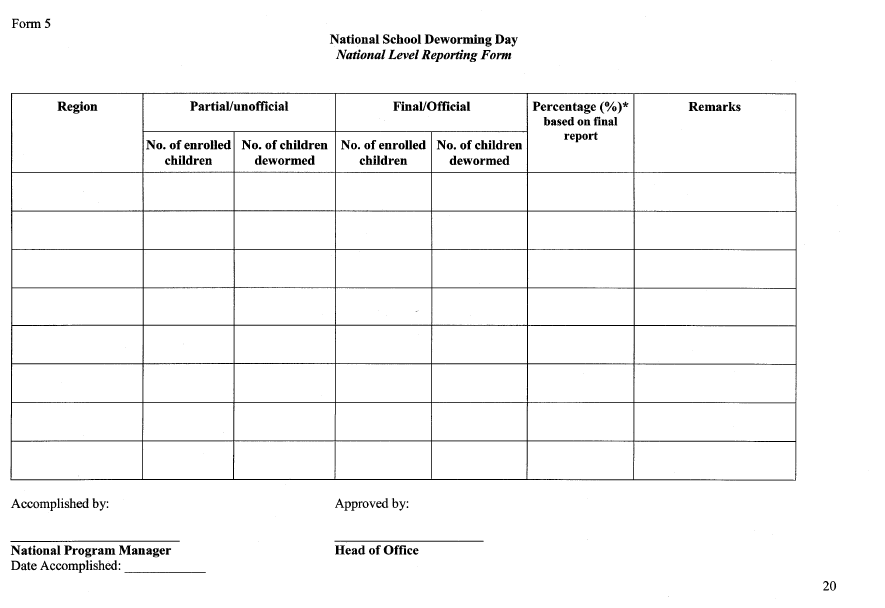 Form 5
National School Deworming Day
National Level Reporting Form
Region
Partial/unofficial
Final/Official
Percentage (%)*
based on final
report
Remarks
No. of enrolled
children
No. of children
dewormed
No. of enrolled
children
No. of children
dewormed
Accomplished by:
Approved by:
National Program Manager
Head of Office
Date Accomplished: ____________
20